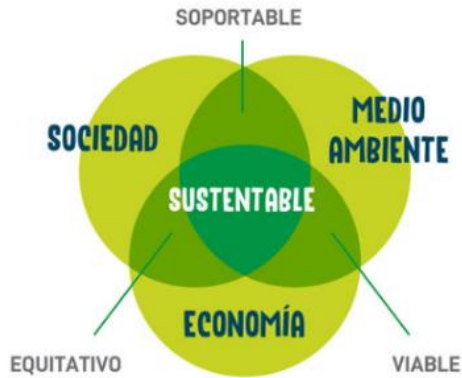 SOPORTABLE
SOCIEDAD
MEDIO
AMBIENTE
SUSTENTABLE
ECONOMÍA
EQUITATIVO
VIABLE